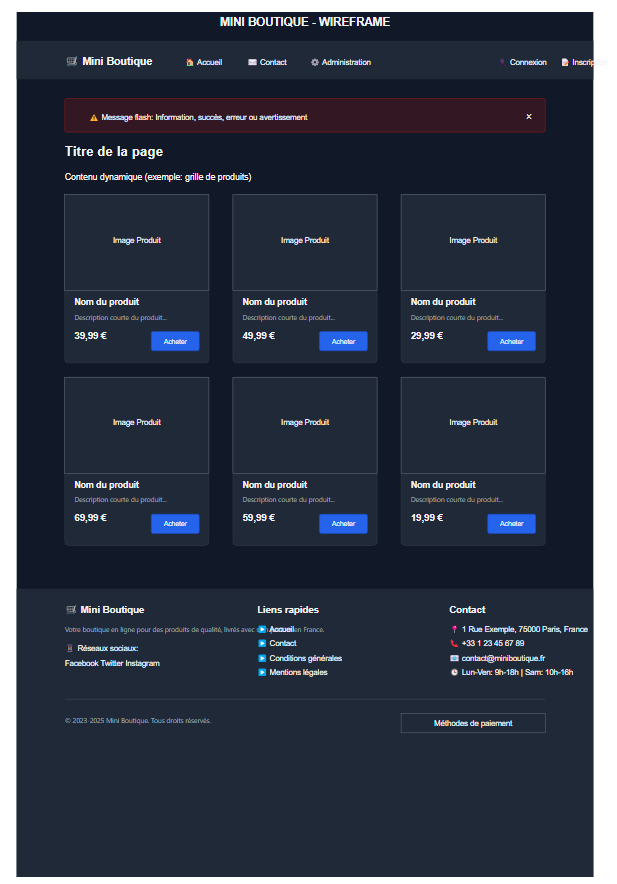 MINI BOUTIQUE - WIREFRAME
🛒 Mini Boutique 🏠 Accueil ✉️ Contact ⚙️ Administration Connexion 📝 Inscription
⚠️ Message flash: Information, succès, erreur ou avertissement ×
Titre de la page
Contenu dynamique (exemple: grille de produits)
Image Produit Image Produit Image Produit
Nom du produit Nom du produit Nom du produit
Description courte du produit... Description courte du produit... Description courte du produit...
39,99 € Acheter 49,99 € Acheter 29,99 € Acheter
Image Produit Image Produit Image Produit
Nom du produit Nom du produit Nom du produit
Description courte du produit... Description courte du produit... Description courte du produit...
69,99 € Acheter 59,99 € Acheter 19,99 € Acheter
🛒 Mini Boutique
Votre boutique en ligne pour des produits de qualité, livrés avec en France.
📱 Réseaux sociaux:
Facebook Twitter Instagram
Liens rapides
▶️ Accueil
▶️ Contact
▶️ Conditions générales
▶️ Mentions légales
Contact
📍 1 Rue Exemple, 75000 Paris, France
📞 +33 1 23 45 67 89
📧 contact@miniboutique.fr
🕒 Lun-Ven: 9h-18h | Sam: 10h-16h
© 2023-2025 Mini Boutique. Tous droits réservés.
Méthodes de paiement